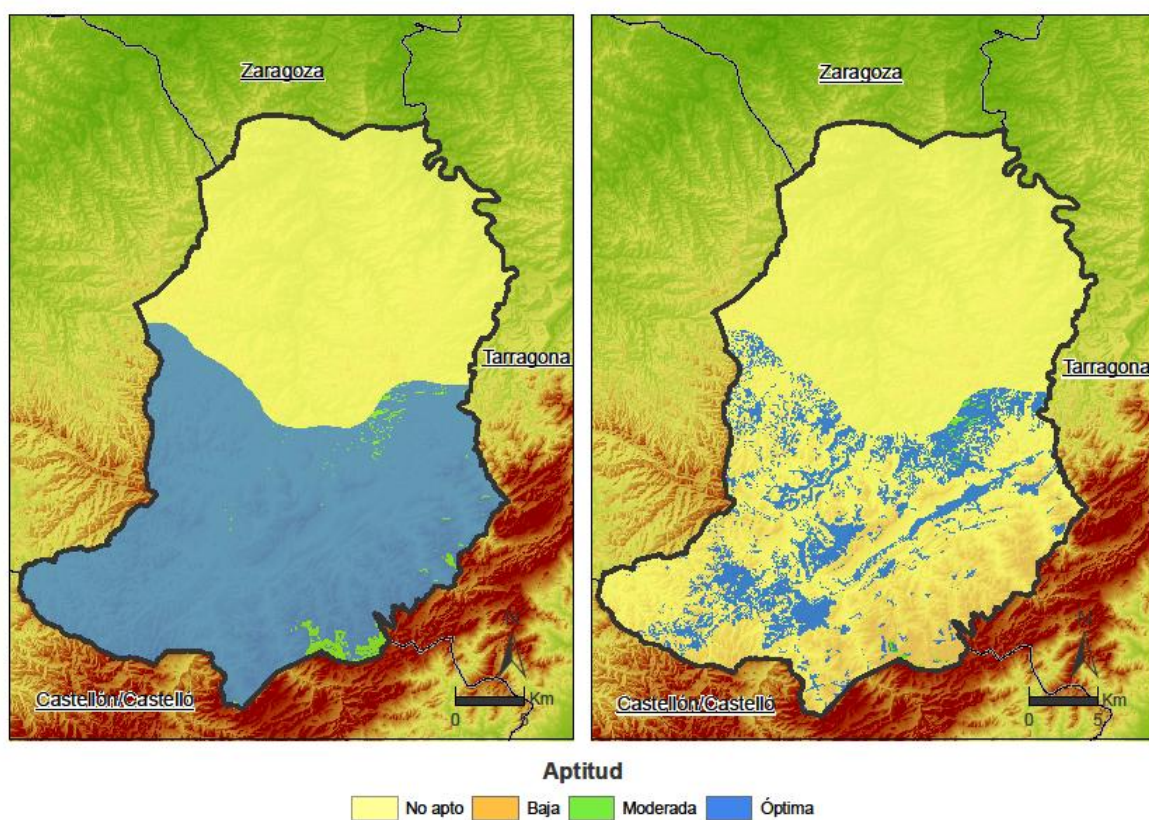 Zaragoza
Tarragona
Castellón/Castelló
N
Km
0 5
Zaragoza
Tarragona
Castellón/Castelló
N
Km
0 5
Aptitud
No apto Baja Moderada Óptima